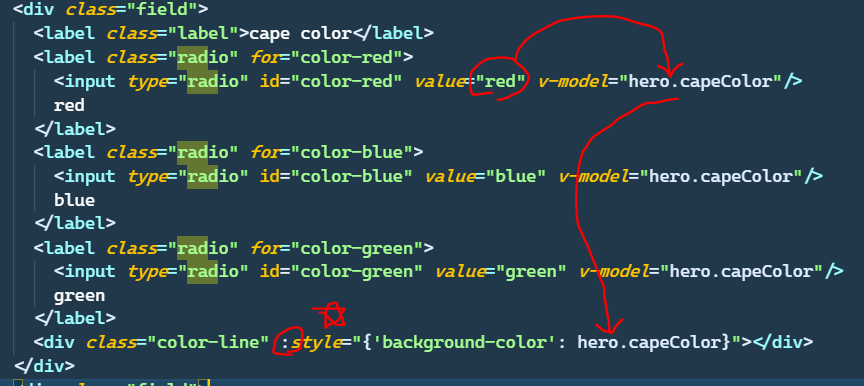 <div class="field">
<label class="label">cape color</label>
<label class="radio" for="color-red">
<input type="radio" id="color-red" value="red" v-model="hero.capeColor"/>
red
</label>
<label class="radio" for="color-blue">
<input type="radio" id="color-blue" value="blue" v-model="hero.capeColor"/>
blue
</label>
<label class="radio" for="color-green">
<input type="radio" id="color-green" value="green" v-model="hero.capeColor"/>
green
</label>
<div class="color-line" :style="{'background-color': hero.capeColor}"></div>
</div>